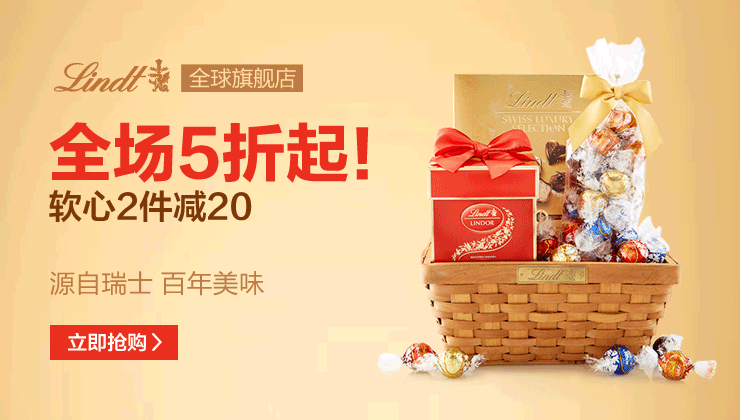 Lindt 全球旗舰店
全场5折起!
软心2件减20
源自瑞士 百年美味
立即抢购 >
Lindt
SWISS LUXURY
SELECTION
Lindt
LINDOR
Lindt